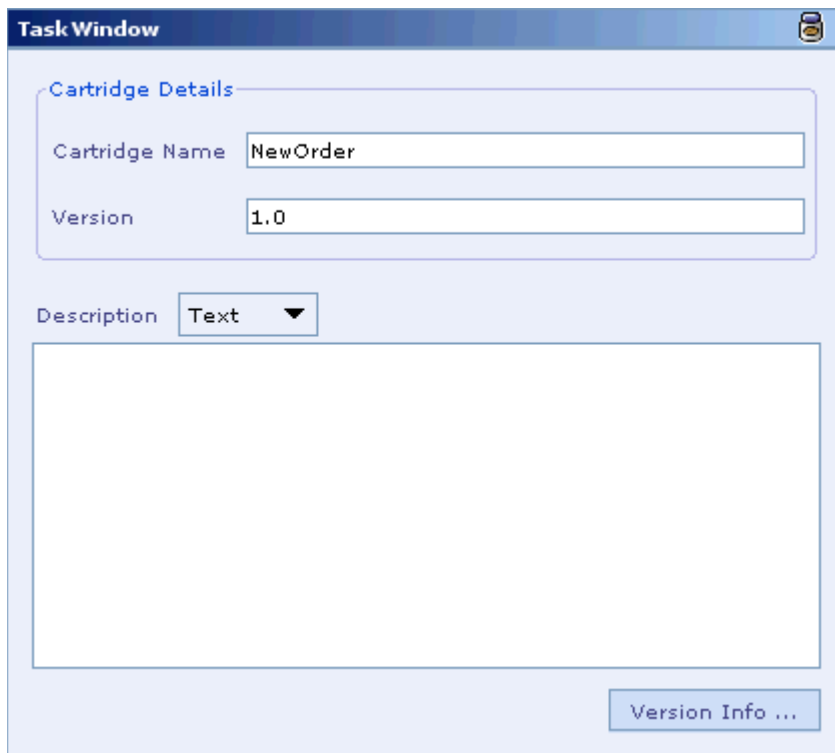 Task Window
Cartridge Details
Cartridge Name NewOrder
Version 1.0
Description Text
Version Info ...